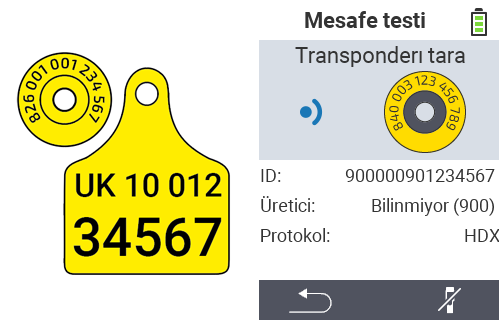 826 001 001 234 567
UK 10 012
34567
Mesafe testi
Transponderı tara
840 003 123 456 789
ID: 900000901234567
Üretici: Bilinmiyor (900)
Protokol: HDX